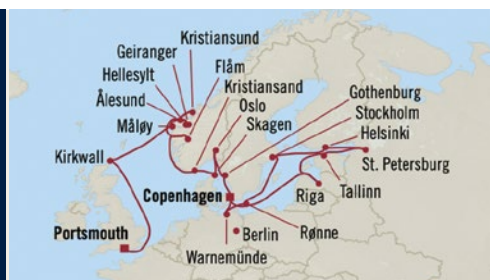 Kristiansund
Geiranger
Hellesylt
Flåm
Ålesund
Kristiansand
Måløy
Oslo
Skagen
Gothenburg
Stockholm
Helsinki
Kirkwall
St. Petersburg
Copenhagen
Riga
Tallinn
Portsmouth
Berlin
Rønne
Warnemünde